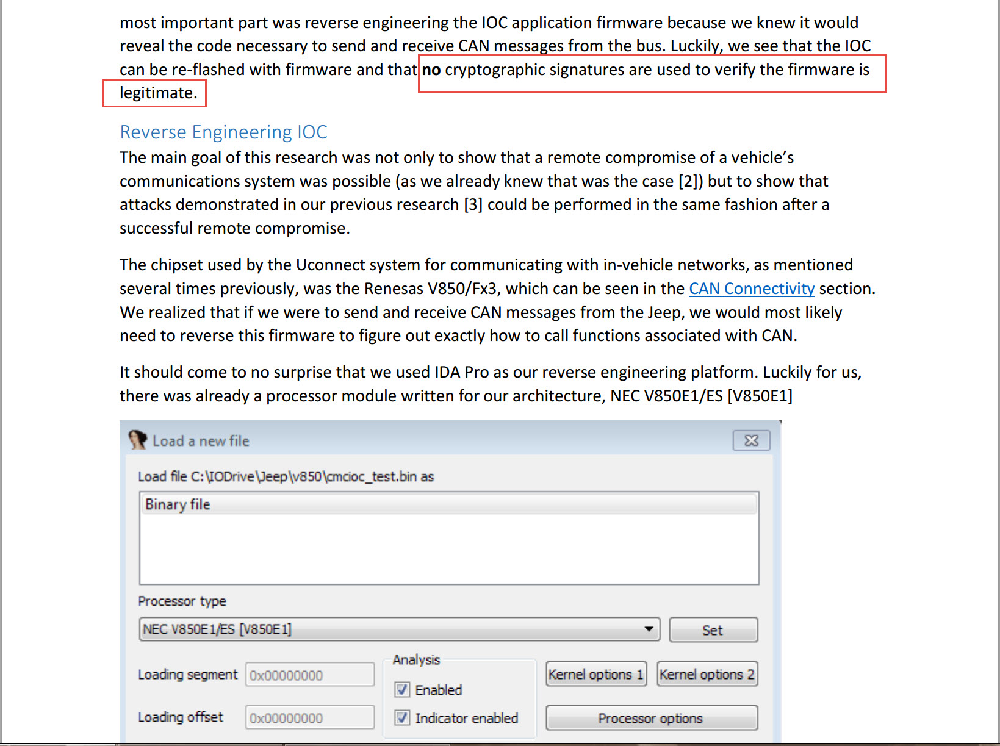 most important part was reverse engineering the IOC application firmware because we knew it would
reveal the code necessary to send and receive CAN messages from the bus. Luckily, we see that the IOC
can be re-flashed with firmware and that no cryptographic signatures are used to verify the firmware is
legitimate.
Reverse Engineering IOC
The main goal of this research was not only to show that a remote compromise of a vehicle’s
communications system was possible (as we already knew that was the case [2]) but to show that
attacks demonstrated in our previous research [3] could be performed in the same fashion after a
successful remote compromise.
The chipset used by the Uconnect system for communicating with in-vehicle networks, as mentioned
several times previously, was the Renesas V850/Fx3, which can be seen in the CAN Connectivity section.
We realized that if we were to send and receive CAN messages from the Jeep, we would most likely
need to reverse this firmware to figure out exactly how to call functions associated with CAN.
It should come to no surprise that we used IDA Pro as our reverse engineering platform. Luckily for us,
there was already a processor module written for our architecture, NEC V850E1/ES [V850E1]
Load a new file
Load file C:\IODrive\Jeep\v850\cmcioc_test.bin as
Binary file
Processor type
NEC V850E1/ES [V850E1]
Set
Analysis
Loading segment 0x00000000
Kernel options 1
Kernel options 2
Enabled
Loading offset 0x00000000
Indicator enabled
Processor options